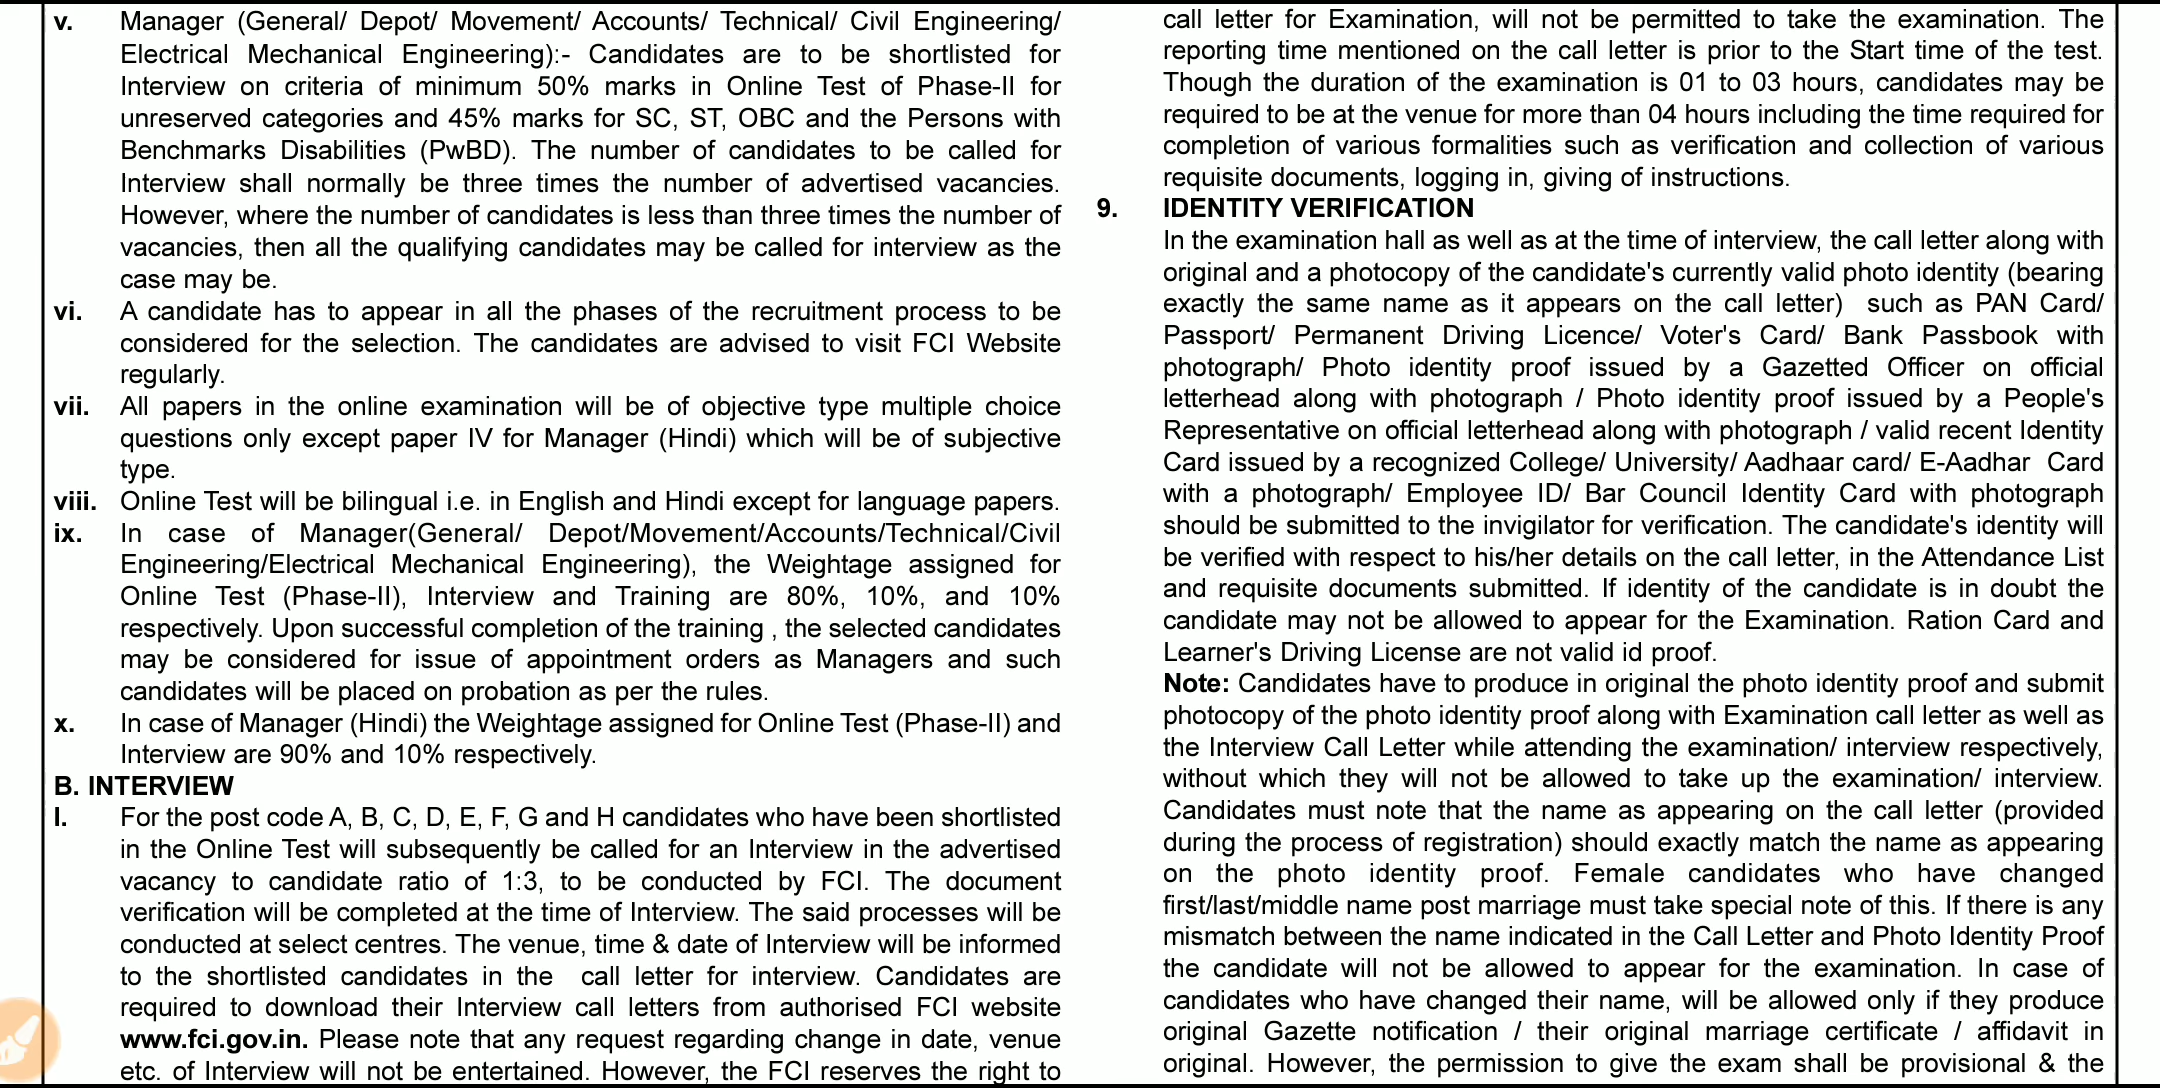 v. Manager (General/ Depot/ Movement/ Accounts/ Technical/ Civil Engineering/
Electrical Mechanical Engineering):- Candidates are to be shortlisted for
Interview on criteria of minimum 50% marks in Online Test of Phase-II for
unreserved categories and 45% marks for SC, ST, OBC and the Persons with
Benchmarks Disabilities (PwBD). The number of candidates to be called for
Interview shall normally be three times the number of advertised vacancies.
However, where the number of candidates is less than three times the number of
vacancies, then all the qualifying candidates may be called for interview as the
case may be.
vi. A candidate has to appear in all the phases of the recruitment process to be
considered for the selection. The candidates are advised to visit FCI Website
regularly.
vii. All papers in the online examination will be of objective type multiple choice
questions only except paper IV for Manager (Hindi) which will be of subjective
type.
viii. Online Test will be bilingual i.e. in English and Hindi except for language papers.
ix. In case of Manager(General/ Depot/Movement/Accounts/Technical/Civil
Engineering/Electrical Mechanical Engineering), the Weightage assigned for
Online Test (Phase-II), Interview and Training are 80%, 10%, and 10%
respectively. Upon successful completion of the training , the selected candidates
may be considered for issue of appointment orders as Managers and such
candidates will be placed on probation as per the rules.
x. In case of Manager (Hindi) the Weightage assigned for Online Test (Phase-II) and
Interview are 90% and 10% respectively.
B. INTERVIEW
I. For the post code A, B, C, D, E, F, G and H candidates who have been shortlisted
in the Online Test will subsequently be called for an Interview in the advertised
vacancy to candidate ratio of 1:3, to be conducted by FCI. The document
verification will be completed at the time of Interview. The said processes will be
conducted at select centres. The venue, time & date of Interview will be informed
to the shortlisted candidates in the call letter for interview. Candidates are
required to download their Interview call letters from authorised FCI website
www.fci.gov.in. Please note that any request regarding change in date, venue
etc. of Interview will not be entertained. However, the FCI reserves the right to
call letter for Examination, will not be permitted to take the examination. The
reporting time mentioned on the call letter is prior to the Start time of the test.
Though the duration of the examination is 01 to 03 hours, candidates may be
required to be at the venue for more than 04 hours including the time required for
completion of various formalities such as verification and collection of various
requisite documents, logging in, giving of instructions.
9. IDENTITY VERIFICATION
In the examination hall as well as at the time of interview, the call letter along with
original and a photocopy of the candidate's currently valid photo identity (bearing
exactly the same name as it appears on the call letter) such as PAN Card/
Passport/ Permanent Driving Licence/ Voter's Card/ Bank Passbook with
photograph/ Photo identity proof issued by a Gazetted Officer on official
letterhead along with photograph / Photo identity proof issued by a People's
Representative on official letterhead along with photograph / valid recent Identity
Card issued by a recognized College/ University/ Aadhaar card/ E-Aadhar Card
with a photograph/ Employee ID/ Bar Council Identity Card with photograph
should be submitted to the invigilator for verification. The candidate's identity will
be verified with respect to his/her details on the call letter, in the Attendance List
and requisite documents submitted. If identity of the candidate is in doubt the
candidate may not be allowed to appear for the Examination. Ration Card and
Learner's Driving License are not valid id proof.
Note: Candidates have to produce in original the photo identity proof and submit
photocopy of the photo identity proof along with Examination call letter as well as
the Interview Call Letter while attending the examination/ interview respectively,
without which they will not be allowed to take up the examination/ interview.
Candidates must note that the name as appearing on the call letter (provided
during the process of registration) should exactly match the name as appearing
on the photo identity proof. Female candidates who have changed
first/last/middle name post marriage must take special note of this. If there is any
mismatch between the name indicated in the Call Letter and Photo Identity Proof
the candidate will not be allowed to appear for the examination. In case of
candidates who have changed their name, will be allowed only if they produce
original Gazette notification / their original marriage certificate / affidavit in
original. However, the permission to give the exam shall be provisional & the